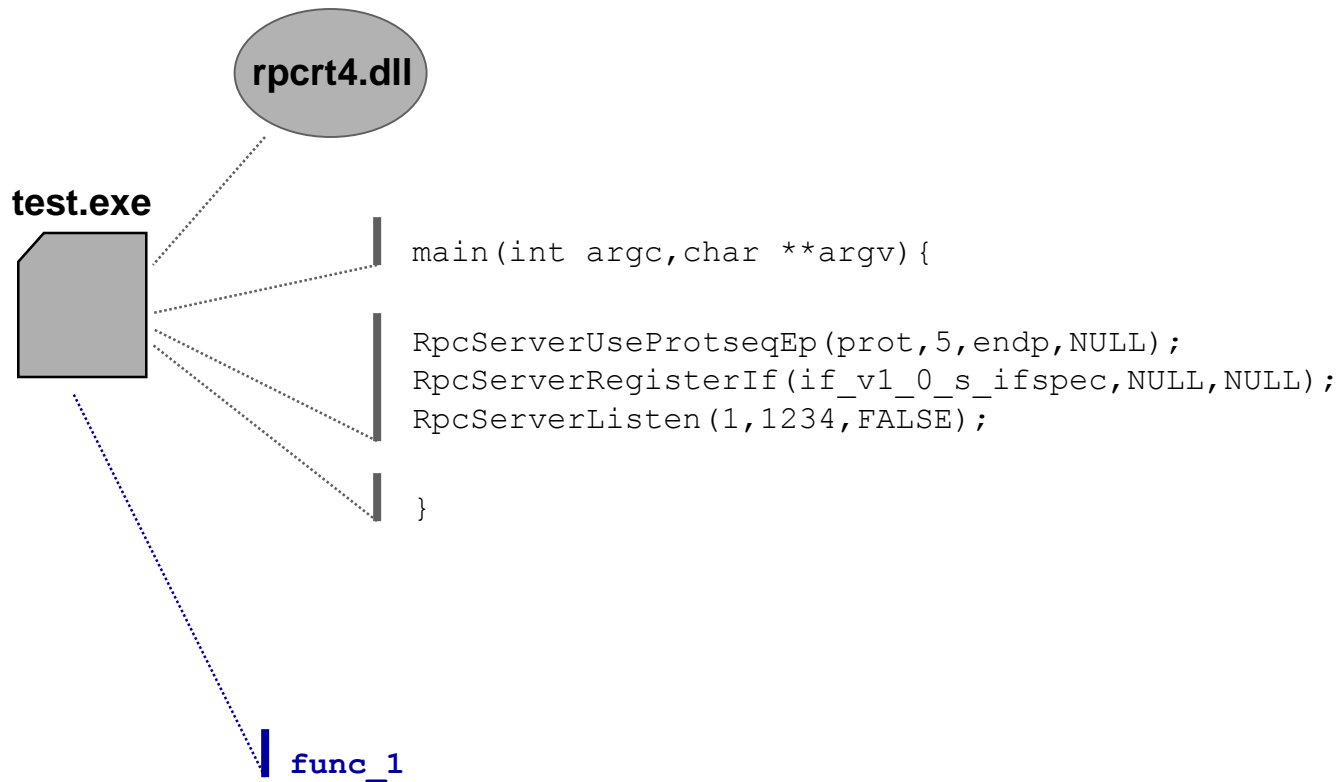 rpcrt4.dll
test.exe
main(int argc,char **argv){
RpcServerUseProtseqEp(prot,5,endp,NULL);
RpcServerRegisterIf(if_v1_0_s_ifspec,NULL,NULL);
RpcServerListen(1,1234,FALSE);
}
func_1